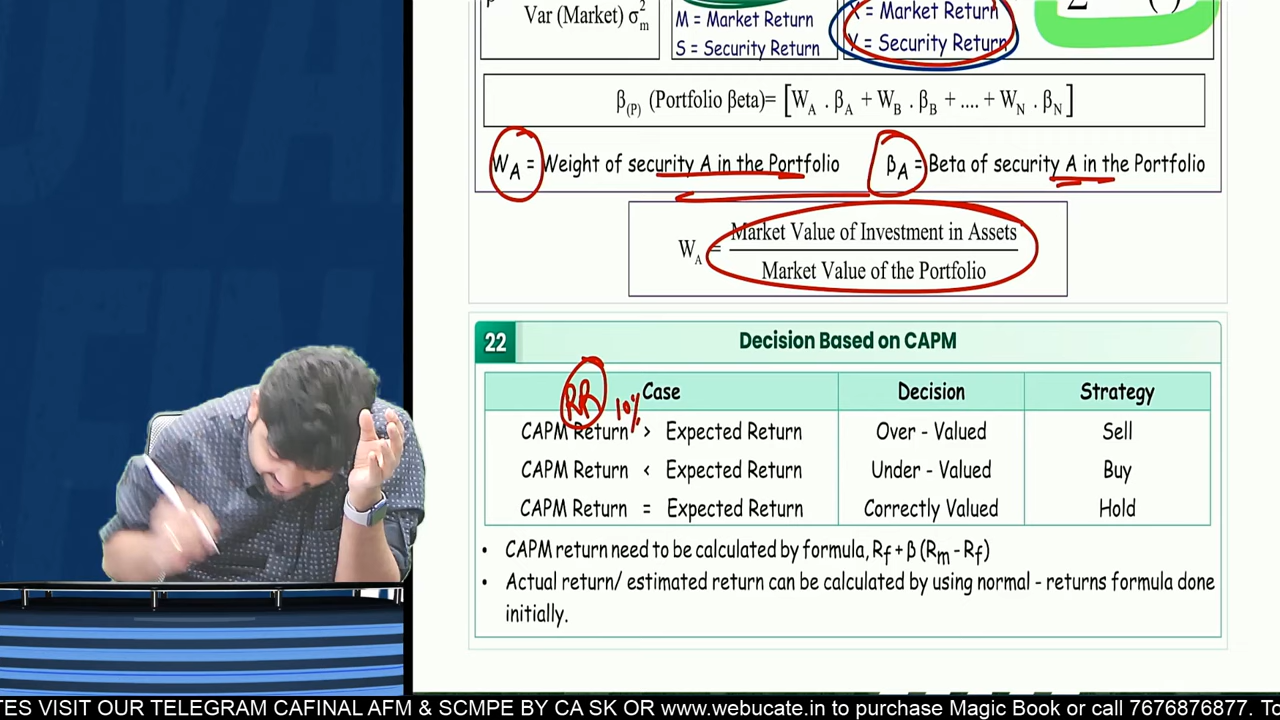 Var (Market) σ²m
M = Market Return
S = Security Return
X = Market Return
Y = Security Return
β(P) (Portfolio βeta)= [WA . βA + WB . βB + .... + WN . βN]
WA = Weight of security A in the Portfolio
βA = Beta of security A in the Portfolio
WA = Market Value of Investment in Assets
Market Value of the Portfolio
22 Decision Based on CAPM
RR
10%
Case Decision Strategy
CAPM Return > Expected Return Over - Valued Sell
CAPM Return < Expected Return Under - Valued Buy
CAPM Return = Expected Return Correctly Valued Hold
• CAPM return need to be calculated by formula, Rf + β (Rm - Rf)
• Actual return/ estimated return can be calculated by using normal - returns formula done
initially.
TES VISIT OUR TELEGRAM CAFINAL AFM & SCMPE BY CA SK OR www.webucate.in to purchase Magic Book or call 7676876877. To